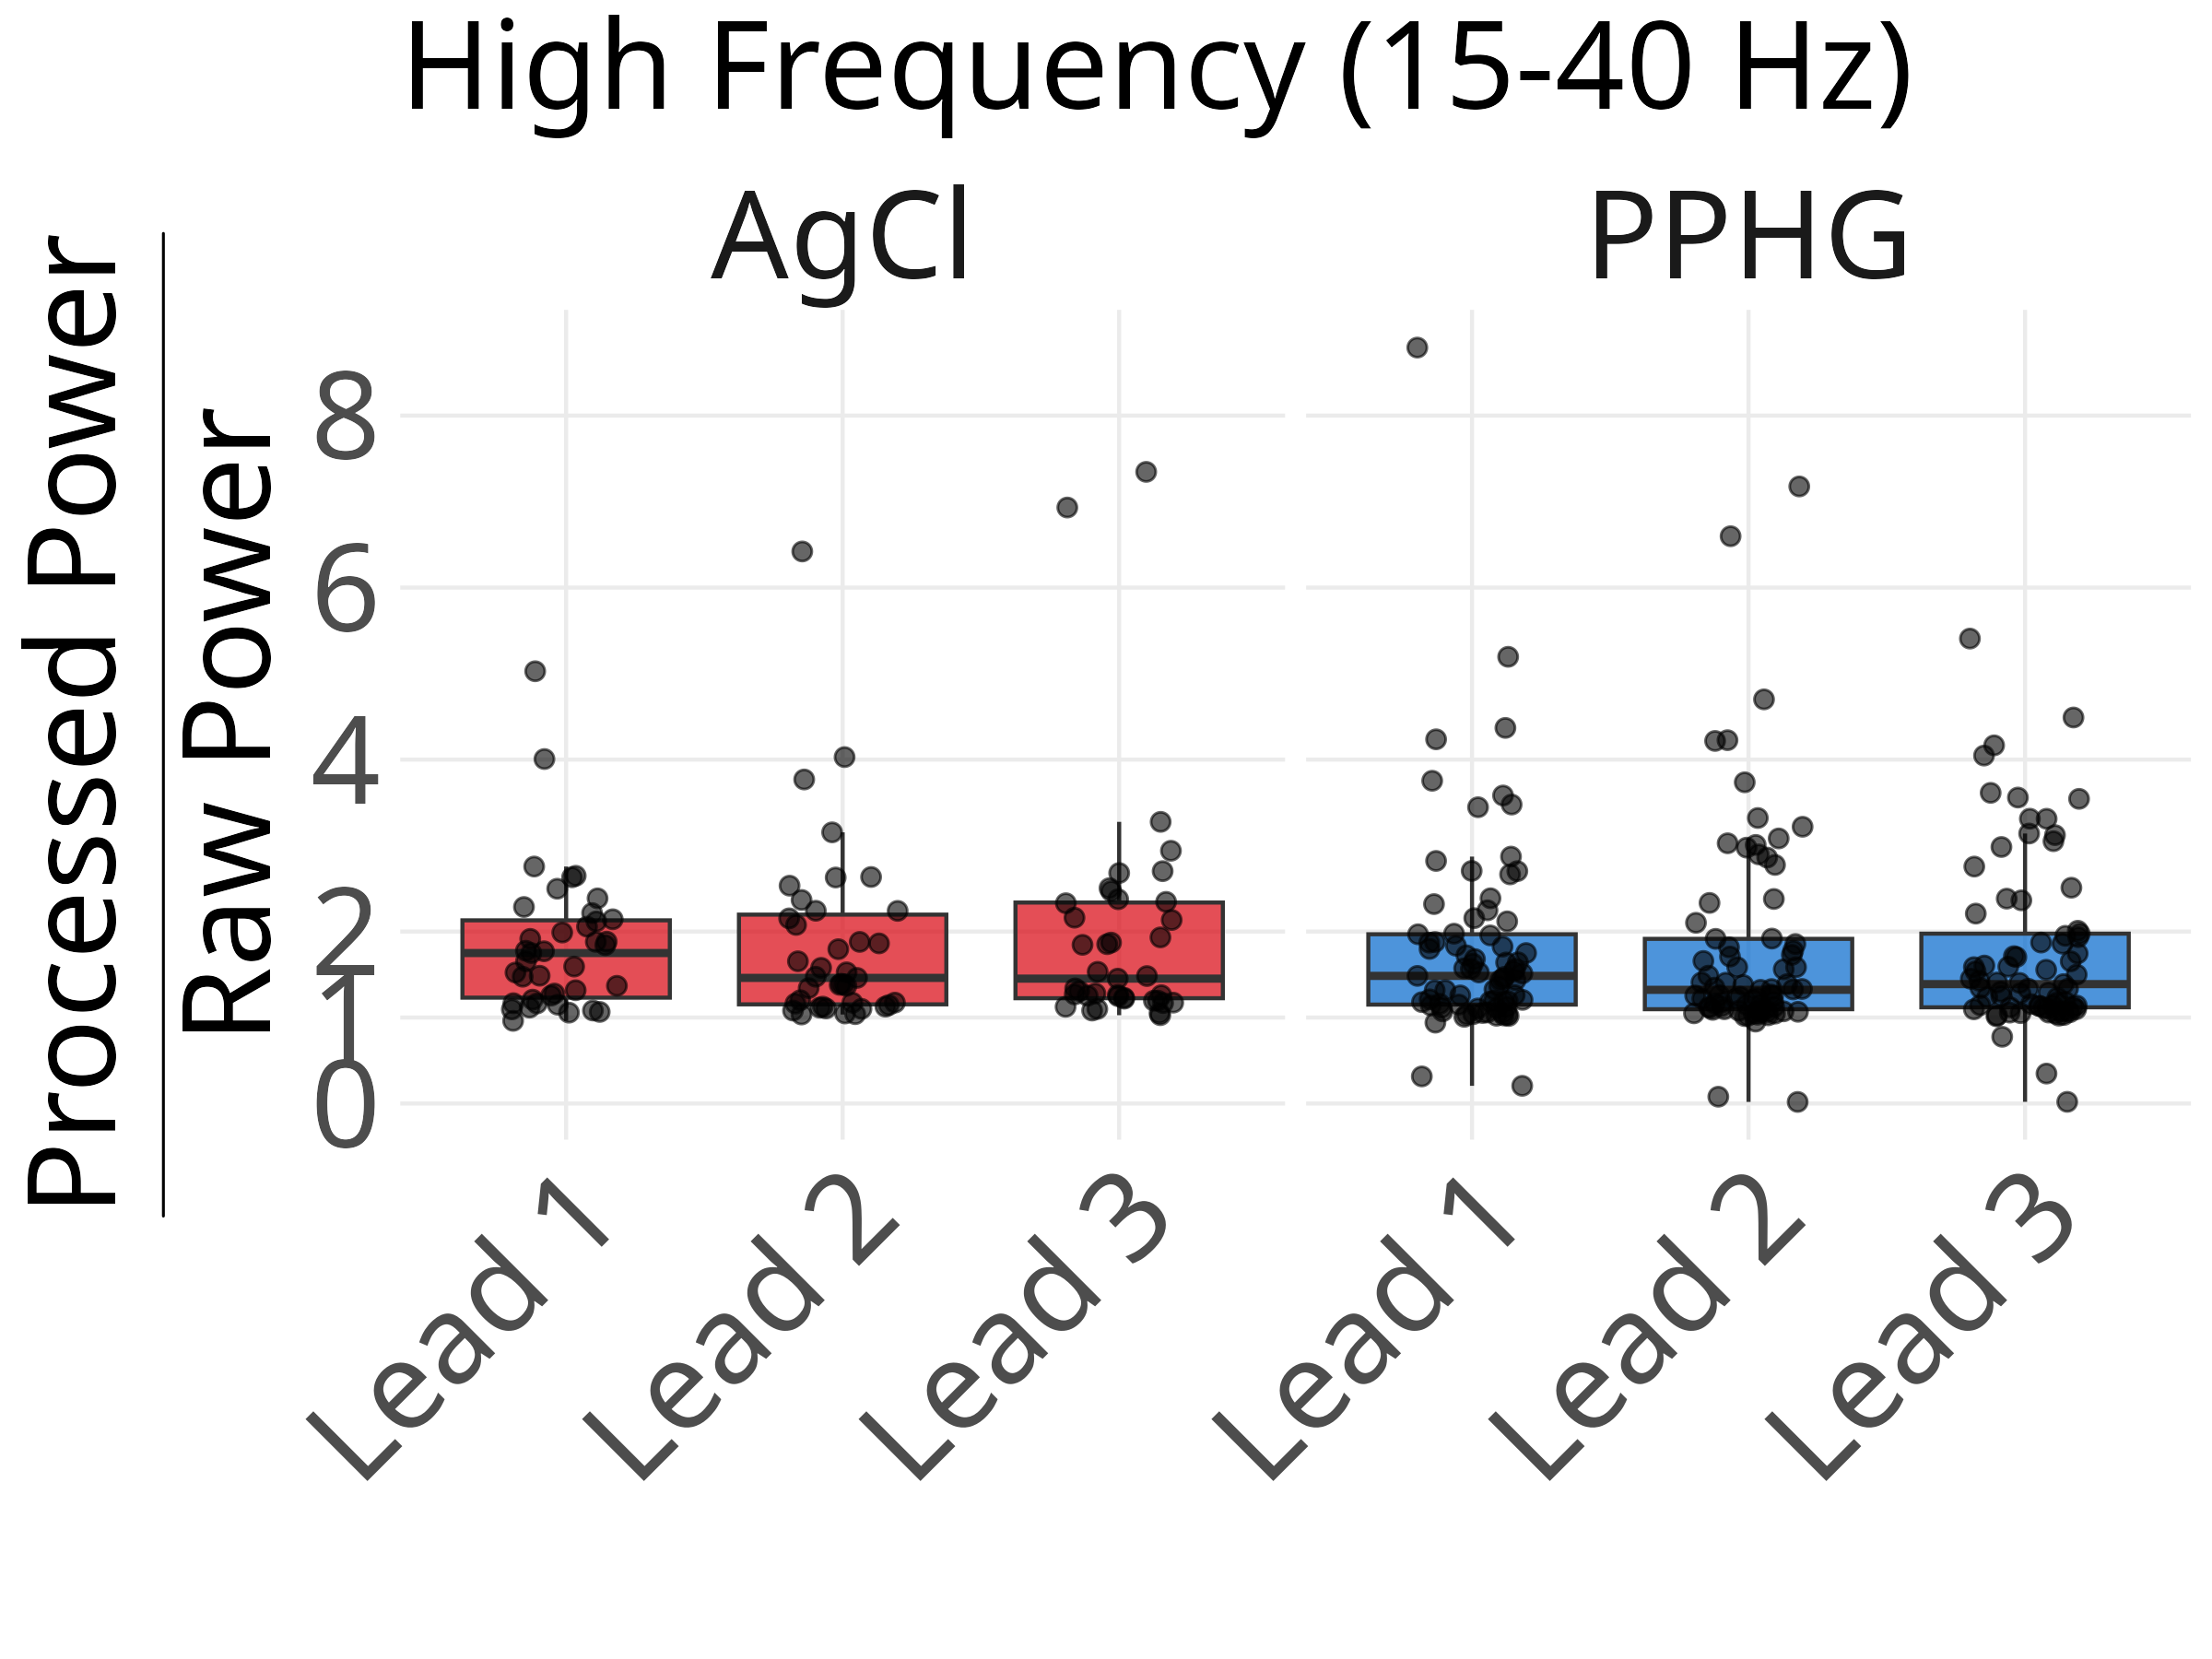 High Frequency (15-40 Hz)
AgCl
PPHG
Processed Power
Raw Power
8
6
4
2
1
0
Lead 1
Lead 2
Lead 3
Lead 1
Lead 2
Lead 3